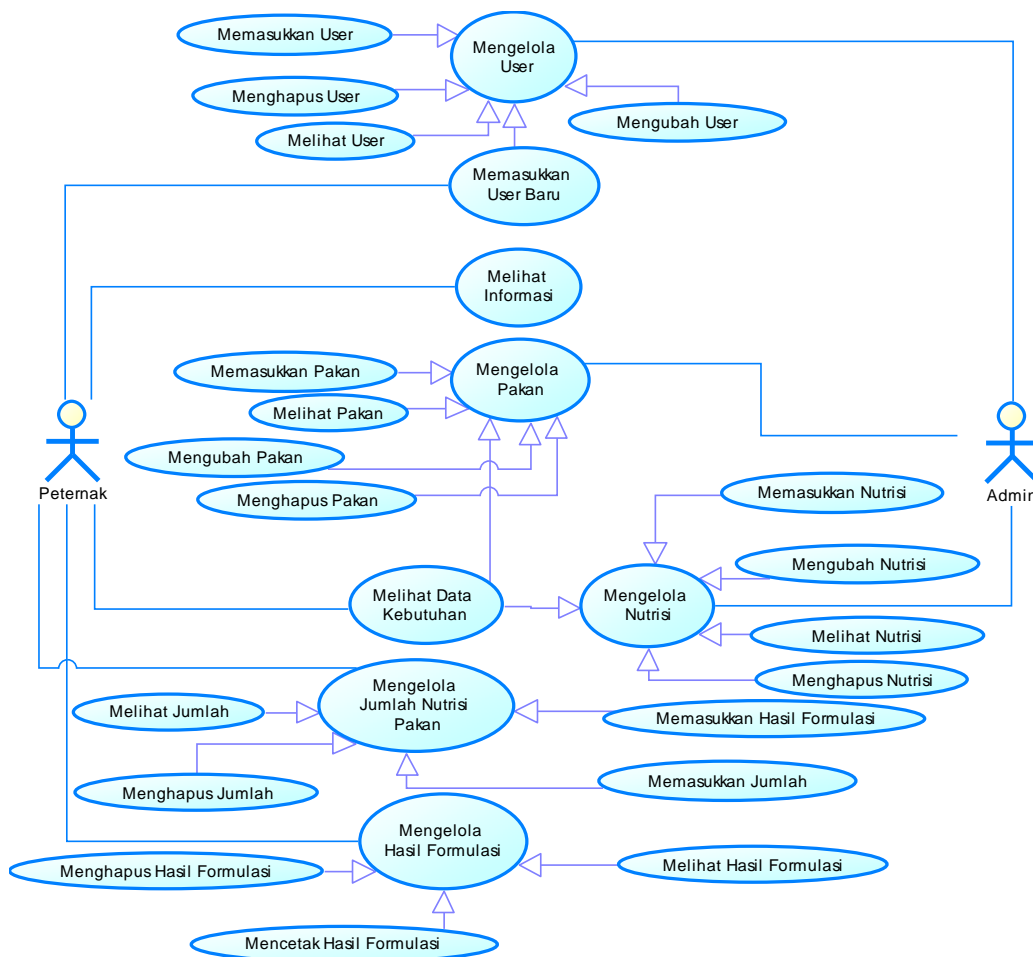 Memasukkan User
Mengelola
User
Menghapus User
Mengubah User
Melihat User
Memasukkan
User Baru
Melihat
Informasi
Memasukkan Pakan
Mengelola
Pakan
Melihat Pakan
Mengubah Pakan
Menghapus Pakan
Peternak
Admin
Memasukkan Nutrisi
Mengubah Nutrisi
Melihat Data
Kebutuhan
Mengelola
Nutrisi
Melihat Nutrisi
Menghapus Nutrisi
Mengelola
Jumlah Nutrisi
Pakan
Melihat Jumlah
Memasukkan Hasil Formulasi
Menghapus Jumlah
Memasukkan Jumlah
Mengelola
Hasil Formulasi
Menghapus Hasil Formulasi
Melihat Hasil Formulasi
Mencetak Hasil Formulasi